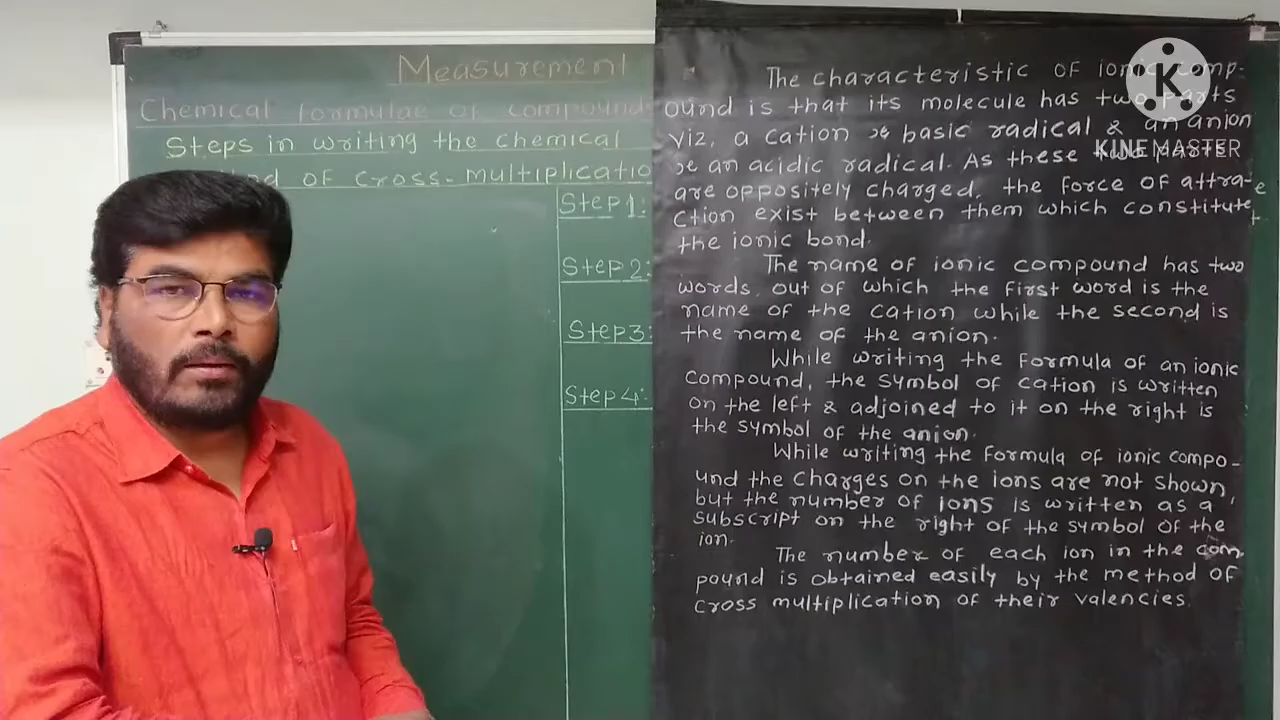 Measurement
Chemical formulae of compound
Steps in writing the chemical
of cross-multiplicatio
Step1:
Step2:
Step3:
Step4:
The characteristic of ionic comp-
ound is that its molecule has two parts
viz, a cation or basic radical & an anion
or an acidic radical. As these two parts
are oppositely charged, the force of attra-
ction exist between them which constitute
the ionic bond.
The name of ionic compound has two
words, out of which the first word is the
name of the cation while the second is
the name of the anion.
While writing the formula of an ionic
compound, the symbol of cation is written
on the left & adjoined to it on the right is
the symbol of the anion.
While writing the formula of ionic compo-
und the charges on the ions are not shown,
but the number of ions is written as a
subscript on the right of the symbol of the
ion.
The number of each ion in the com
pound is obtained easily by the method of
cross multiplication of their valencies.
K
KINEMASTER